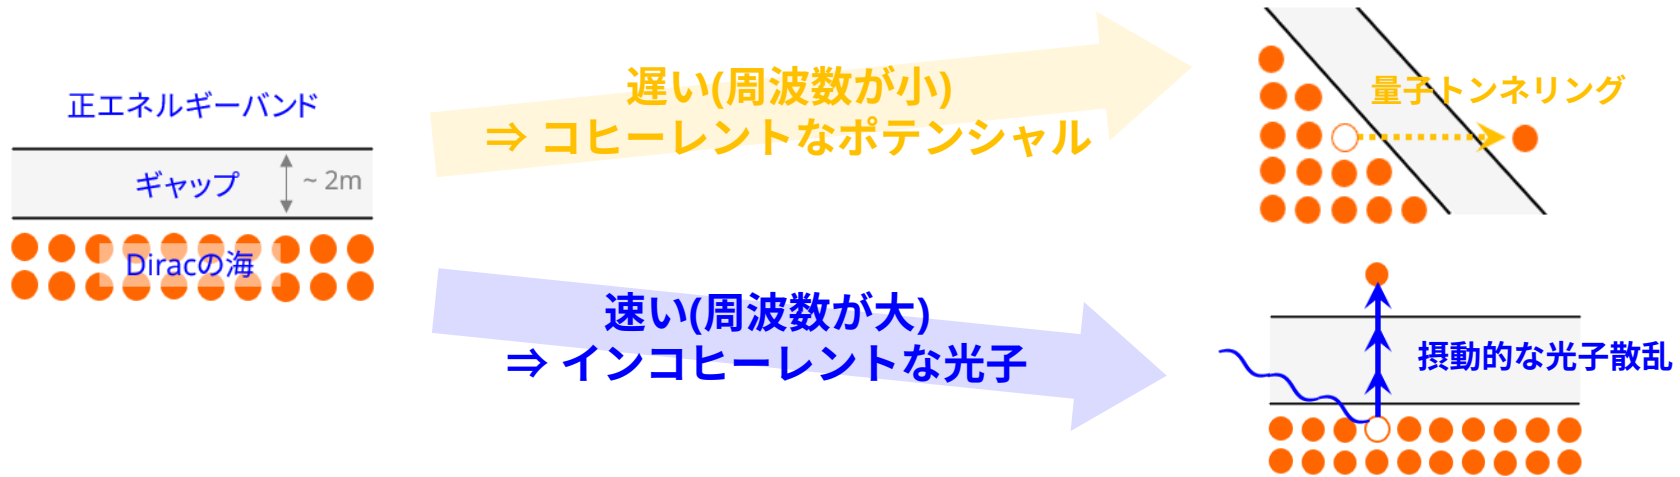 正エネルギーバンド
ギャップ
~ 2m
Diracの海
遅い(周波数が小)
⇒ コヒーレントなポテンシャル
量子トンネリング
速い(周波数が大)
⇒ インコヒーレントな光子
摂動的な光子散乱